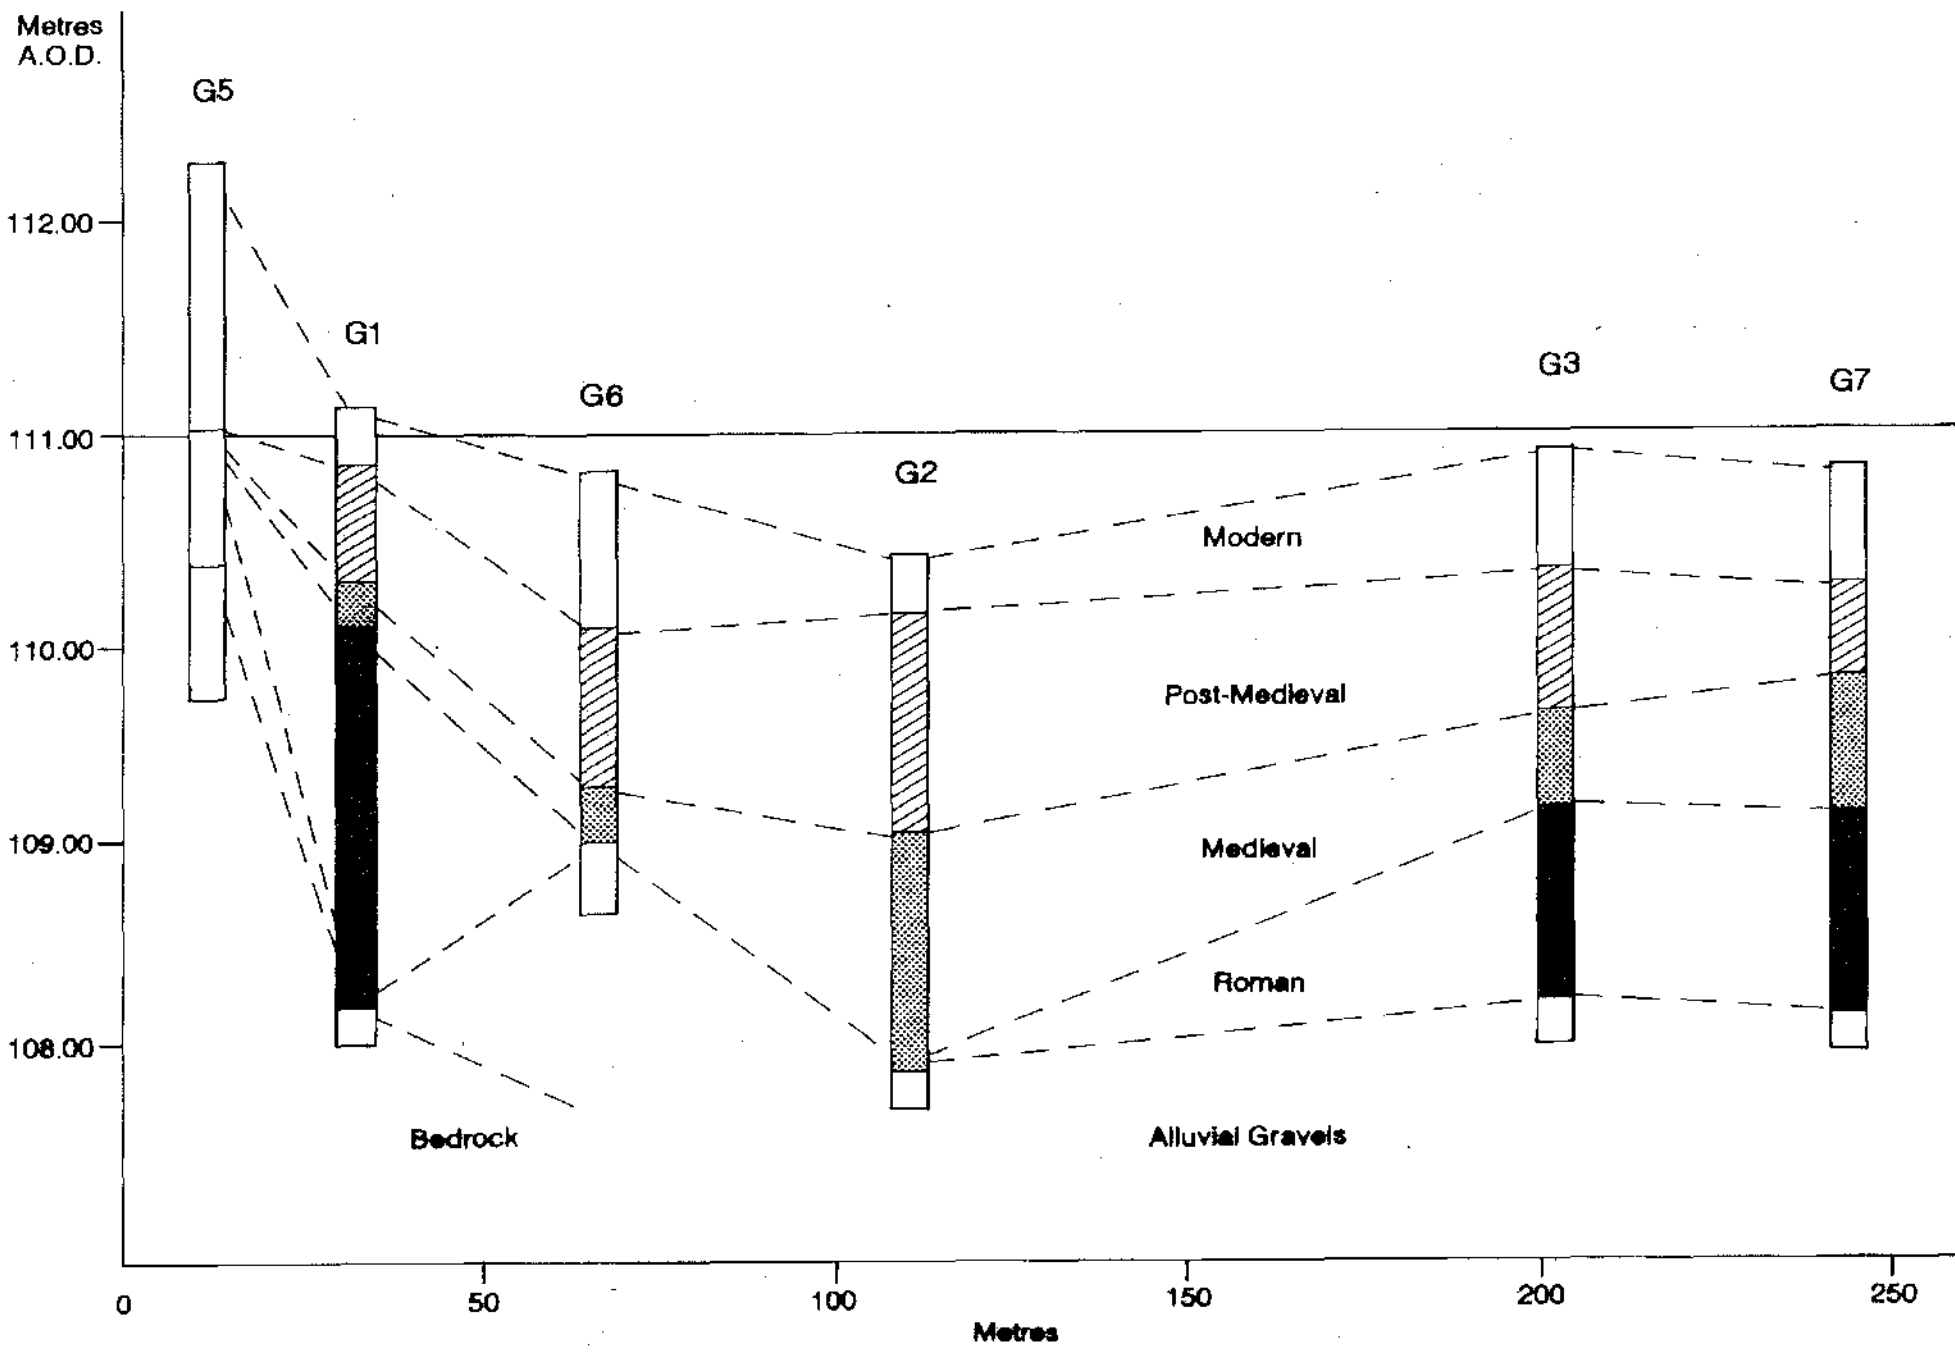 Metres
A.O.D.
G5
112.00
G1
G3
G7
G6
111.00
G2
Modern
110.00
Post-Medieval
109.00
Medieval
Roman
108.00
Bedrock
Alluvial Gravels
0 50 100 150 200 250
Metres